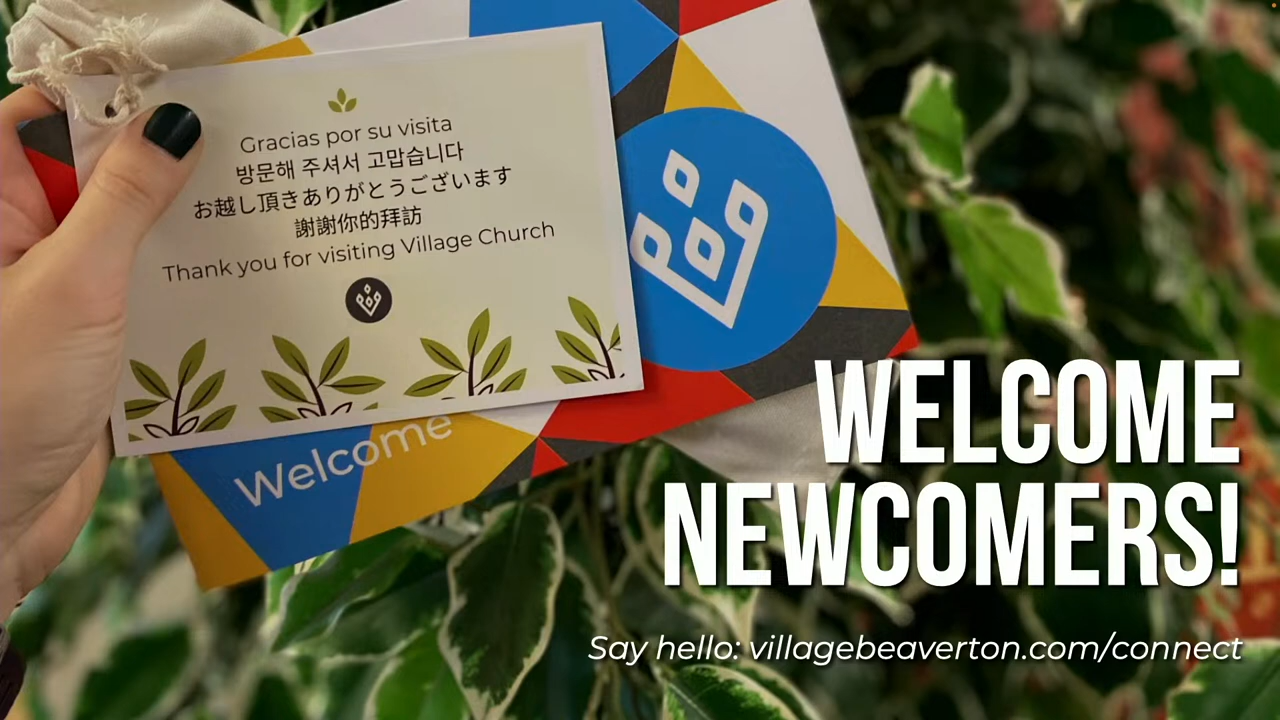 Gracias por su visita
방문해 주셔서 고맙습니다
お越し頂きありがとうございます
謝謝你的拜訪
Thank you for visiting Village Church
Welcome
WELCOME
NEWCOMERS!
Say hello: villagebeaverton.com/connect